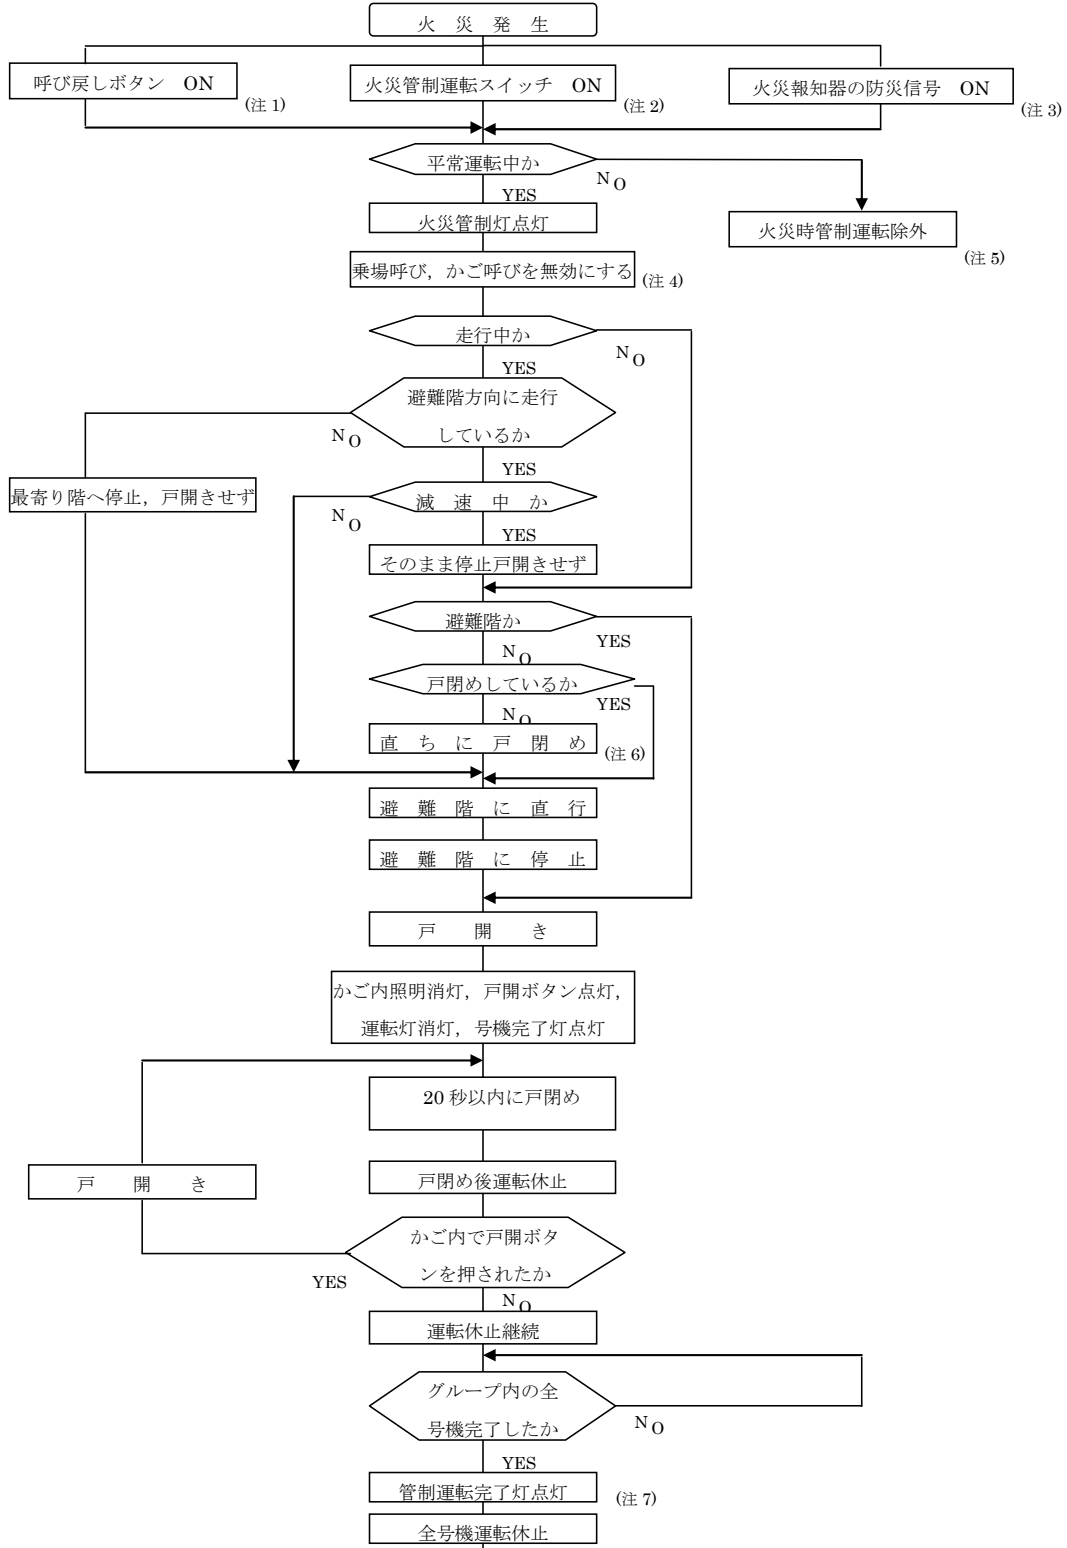 火　災　発　生
呼び戻しボタン　ON
(注 1)
火災管制運転スイッチ　ON
(注 2)
火災報知器の防災信号　ON
(注 3)
平常運転中か
NO
YES
火災管制灯点灯
火災時管制運転除外
(注 5)
乗場呼び，かご呼びを無効にする
(注 4)
走行中か
NO
YES
避難階方向に走行
しているか
NO
YES
最寄り階へ停止，戸開きせず
減　速　中　か
NO
YES
そのまま停止戸開きせず
避難階か
YES
NO
戸閉めしているか
YES
NO
直　ち　に　戸　閉　め
(注 6)
避　難　階　に　直　行
避　難　階　に　停　止
戸　　開　　き
かご内照明消灯，戸開ボタン点灯，
運転灯消灯，号機完了灯点灯
20 秒以内に戸閉め
戸閉め後運転休止
戸　　開　　き
かご内で戸開ボタ
ンを押されたか
YES
NO
運転休止継続
グループ内の全
号機完了したか
NO
YES
管制運転完了灯点灯
(注 7)
全号機運転休止